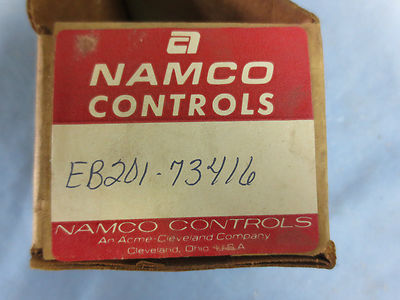 a
NAMCO
CONTROLS
EB201-73416
NAMCO CONTROLS
An Acme-Cleveland Company
Cleveland, Ohio U.S.A